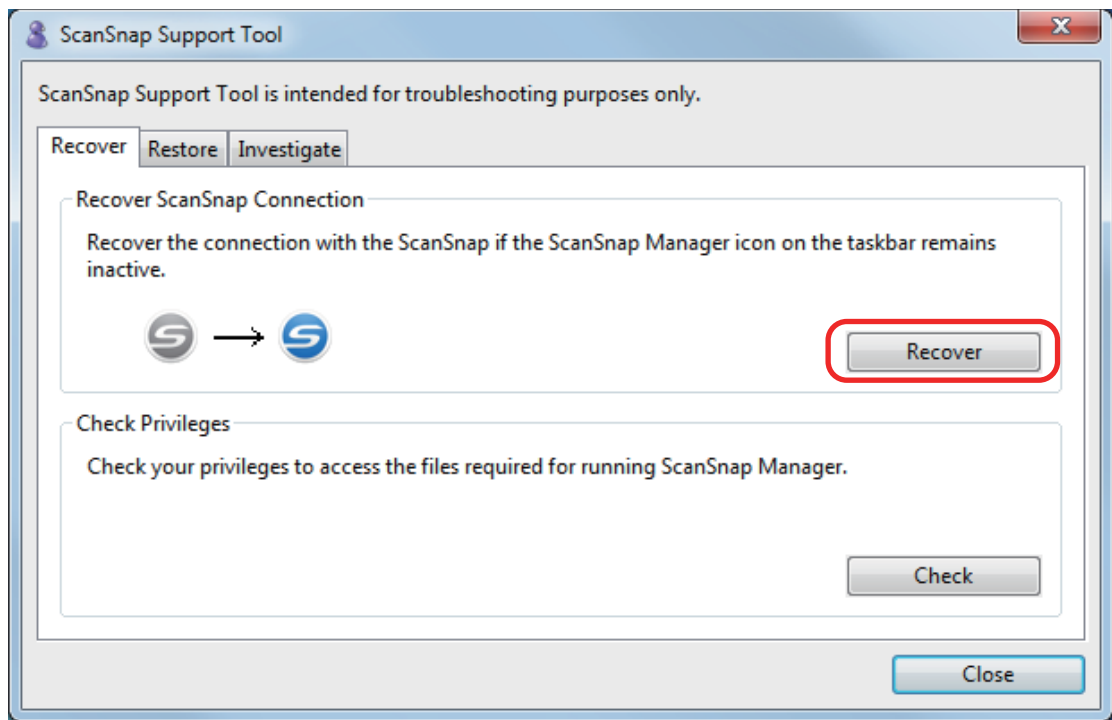 ScanSnap Support Tool
ScanSnap Support Tool is intended for troubleshooting purposes only.
Recover Restore Investigate
Recover ScanSnap Connection
Recover the connection with the ScanSnap if the ScanSnap Manager icon on the taskbar remains
inactive.
Recover
Check Privileges
Check your privileges to access the files required for running ScanSnap Manager.
Check
Close